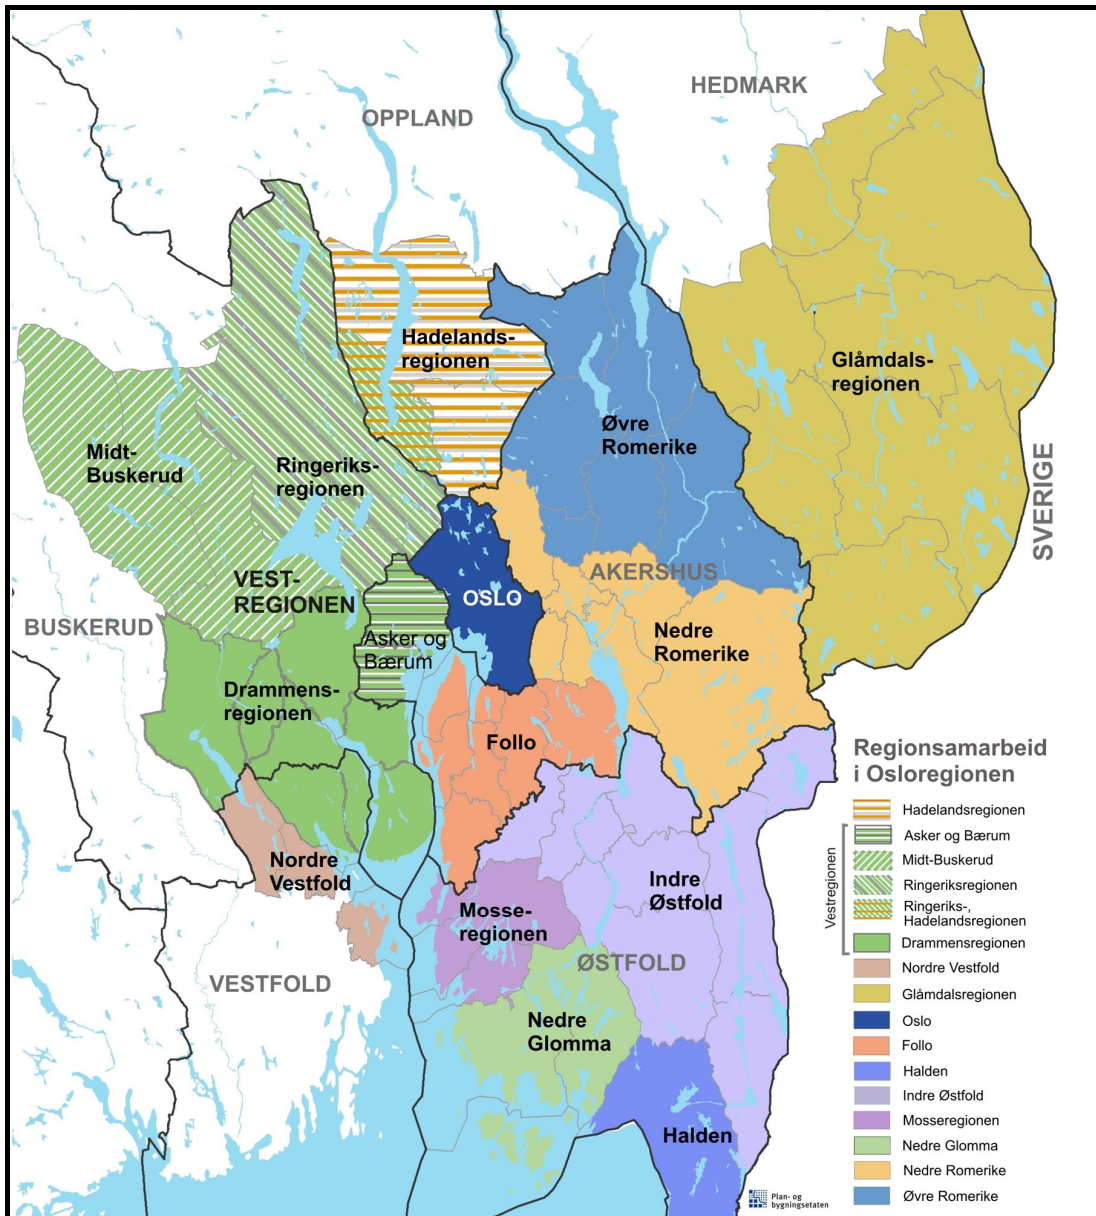 HEDMARK
OPPLAND
Hadelands-
regionen
Glåmdals-
regionen
Øvre
Romerike
Midt-
Buskerud
Ringeriks-
regionen
SVERIGE
VEST-
REGIONEN
OSLO
AKERSHUS
BUSKERUD
Asker og
Bærum
Nedre
Romerike
Drammens-
regionen
Follo
Nordre
Vestfold
Indre
Østfold
Mosse-
regionen
VESTFOLD
ØSTFOLD
Nedre
Glomma
Halden
Regionsamarbeid
i Osloregionen
Hadelandsregionen
Vestregionen
Asker og Bærum
Midt-Buskerud
Ringeriksregionen
Ringeriks-,
Hadelandsregionen
Drammensregionen
Nordre Vestfold
Glåmdalsregionen
Oslo
Follo
Halden
Indre Østfold
Mosseregionen
Nedre Glomma
Nedre Romerike
Øvre Romerike
Plan- og
bygningsetaten